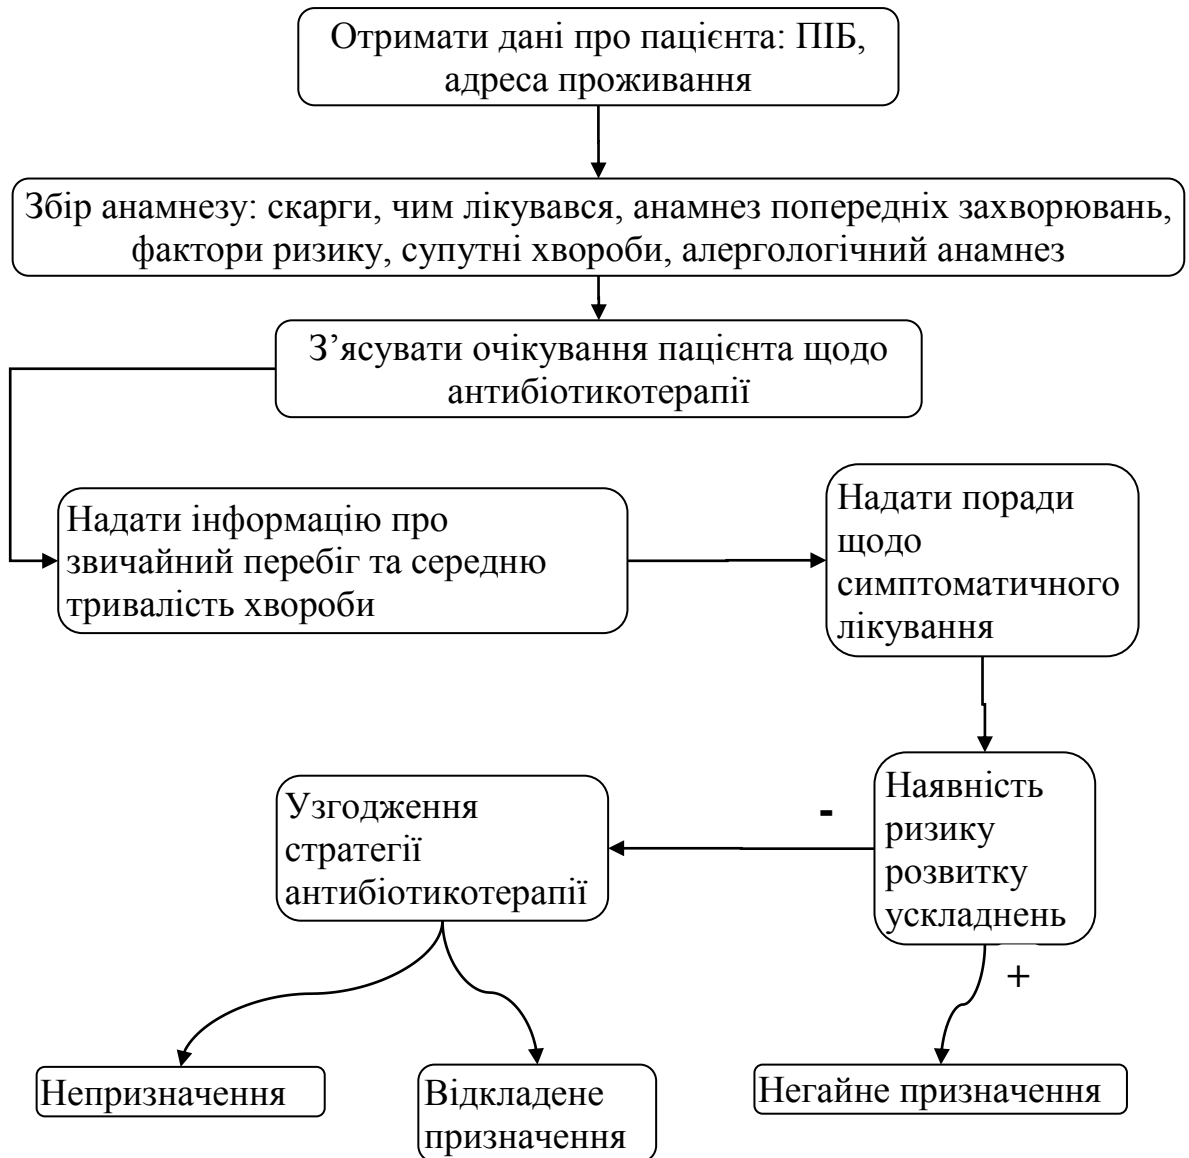 Отримати дані про пацієнта: ПІБ,
адреса проживання
Збір анамнезу: скарги, чим лікувався, анамнез попередніх захворювань,
фактори ризику, супутні хвороби, алергологічний анамнез
З’ясувати очікування пацієнта щодо
антибіотикотерапії
Надати інформацію про
звичайний перебіг та середню
тривалість хвороби
Надати поради
щодо
симптоматичного
лікування
Наявність
ризику
розвитку
ускладнень
-
Узгодження
стратегії
антибіотикотерапії
+
Непризначення
Відкладене
призначення
Негайне призначення